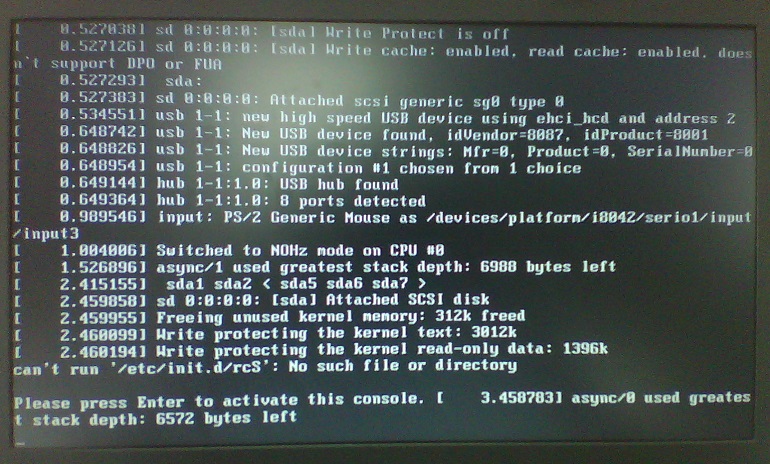 [    0.527038] sd 0:0:0:0: [sda] Write Protect is off
[    0.527126] sd 0:0:0:0: [sda] Write cache: enabled, read cache: enabled, does
n't support DPO or FUA
[    0.527293]  sda:
[    0.527383] sd 0:0:0:0: Attached scsi generic sg0 type 0
[    0.534551] usb 1-1: new high speed USB device using ehci_hcd and address 2
[    0.648742] usb 1-1: New USB device found, idVendor=8087, idProduct=8001
[    0.648826] usb 1-1: New USB device strings: Mfr=0, Product=0, SerialNumber=0
[    0.648954] usb 1-1: configuration #1 chosen from 1 choice
[    0.649144] hub 1-1:1.0: USB hub found
[    0.649364] hub 1-1:1.0: 8 ports detected
[    0.989546] input: PS/2 Generic Mouse as /devices/platform/i8042/serio1/input
/input3
[    1.004006] Switched to NOHz mode on CPU #0
[    1.526896] async/1 used greatest stack depth: 6988 bytes left
[    2.415155]  sda1 sda2 < sda5 sda6 sda7 >
[    2.459858] sd 0:0:0:0: [sda] Attached SCSI disk
[    2.459955] Freeing unused kernel memory: 312k freed
[    2.460099] Write protecting the kernel text: 3012k
[    2.460194] Write protecting the kernel read-only data: 1396k
can't run '/etc/init.d/rcS': No such file or directory
Please press Enter to activate this console. [    3.458783] async/0 used greates
t stack depth: 6572 bytes left